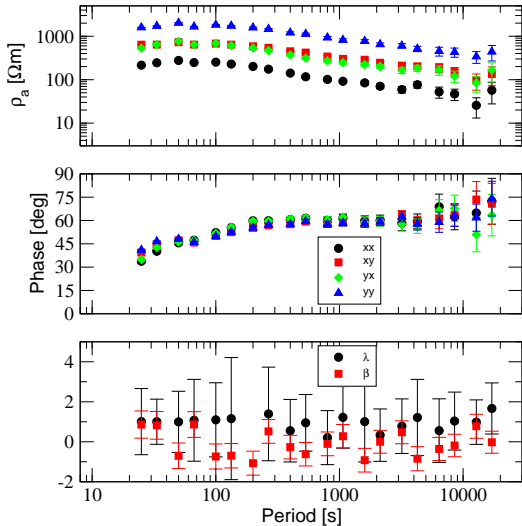 1000
100
10
ρa [Ωm]
90
75
60
45
30
15
0
Phase [deg]
xx
xy
yx
yy
4
2
0
-2
λ
β
10
100
1000
10000
Period [s]